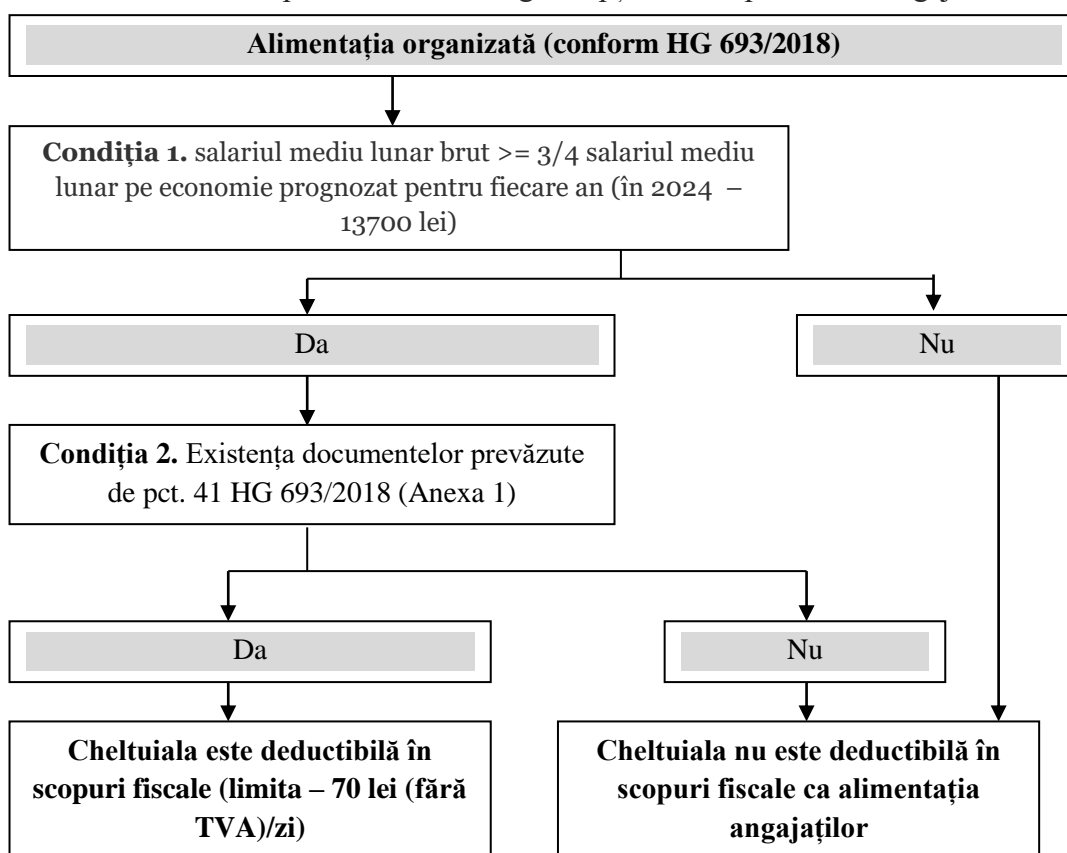 Alimentația organizată (conform HG 693/2018)
Condiția 1. salariul mediu lunar brut >= 3/4 salariul mediu
lunar pe economie prognozat pentru fiecare an (în 2024 –
13700 lei)
Da
Nu
Condiția 2. Existența documentelor prevăzute
de pct. 41 HG 693/2018 (Anexa 1)
Da
Nu
Cheltuiala este deductibilă în
scopuri fiscale (limita – 70 lei (fără
TVA)/zi)
Cheltuiala nu este deductibilă în
scopuri fiscale ca alimentația
angajaților